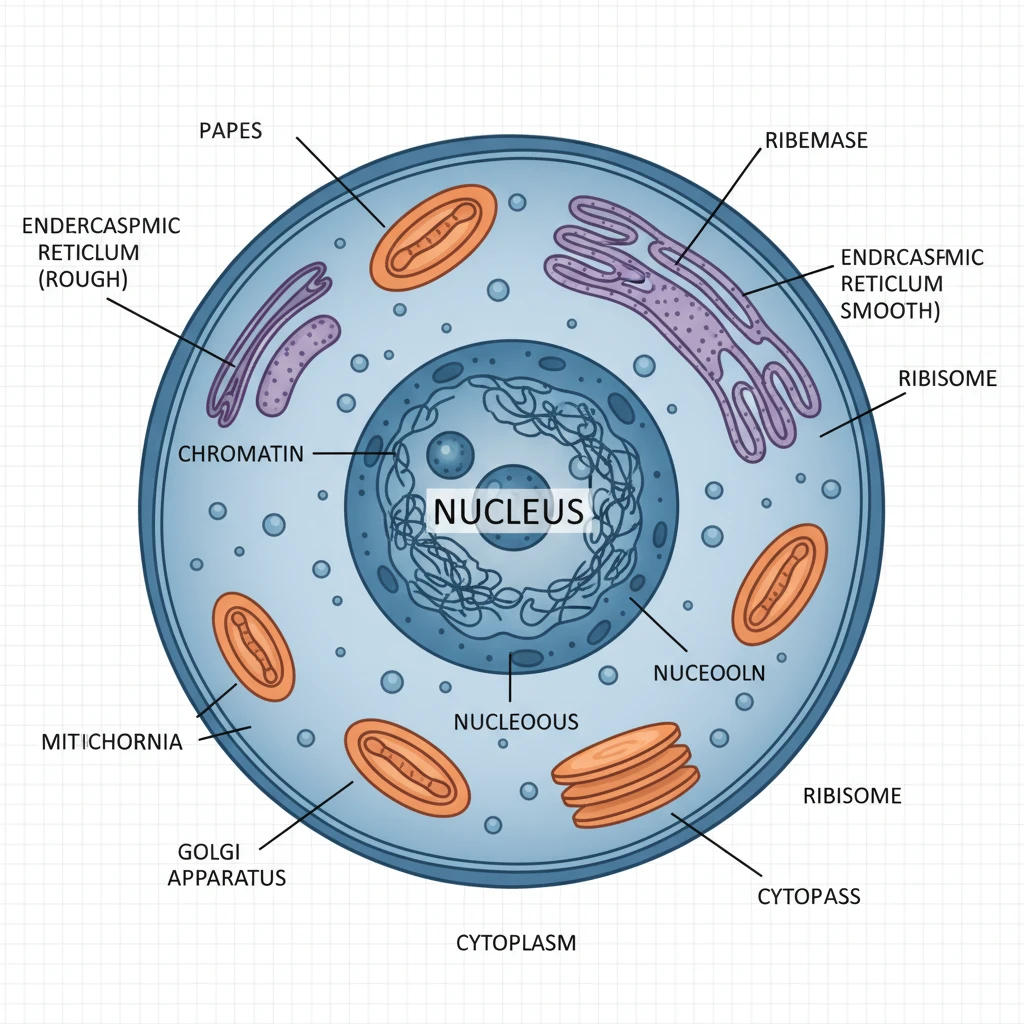 PAPES
RIBEMASE
ENDERCASPMIC
RETICLUM
(ROUGH)
ENDRCASFMIC
RETICLUM
SMOOTH)
RIBISOME
CHROMATIN
NUCLEUS
NUCEOOLN
NUCLEOOUS
MITICHORNIA
RIBISOME
GOLGI
APPARATUS
CYTOPASS
CYTOPLASM